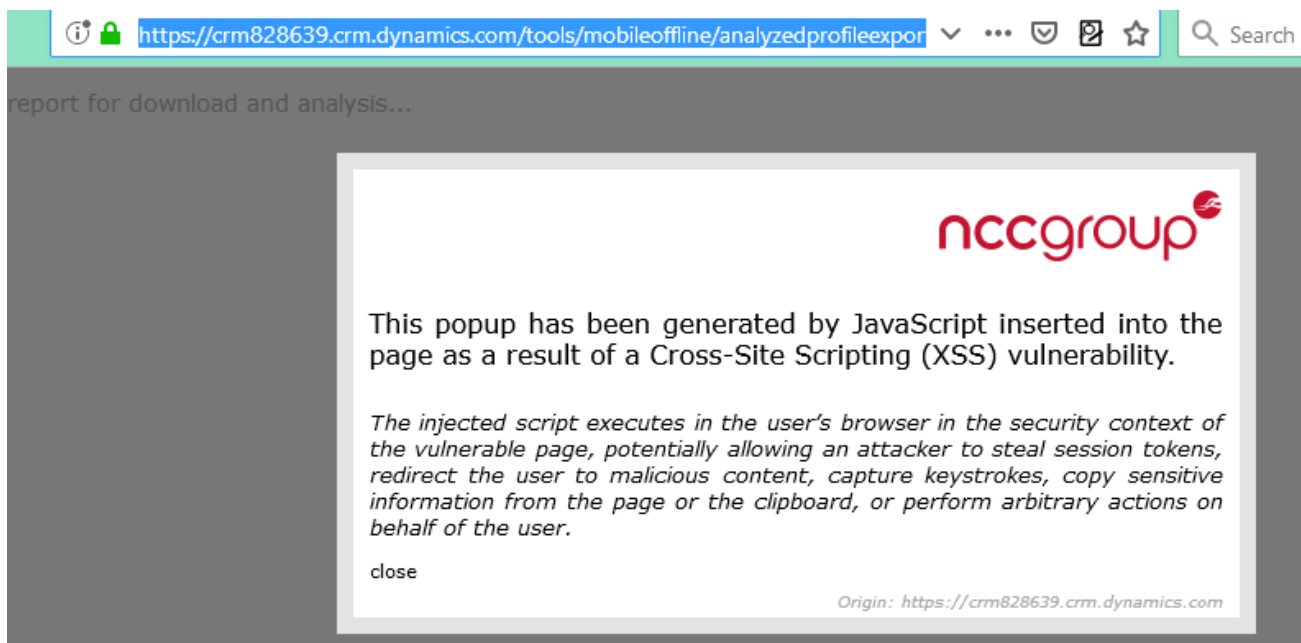 https://crm828639.crm.dynamics.com/tools/mobileoffline/analyzedprofileexpor
Search
report for download and analysis...
nccgroup
This popup has been generated by JavaScript inserted into the
page as a result of a Cross-Site Scripting (XSS) vulnerability.
The injected script executes in the user's browser in the security context of
the vulnerable page, potentially allowing an attacker to steal session tokens,
redirect the user to malicious content, capture keystrokes, copy sensitive
information from the page or the clipboard, or perform arbitrary actions on
behalf of the user.
close
Origin: https://crm828639.crm.dynamics.com